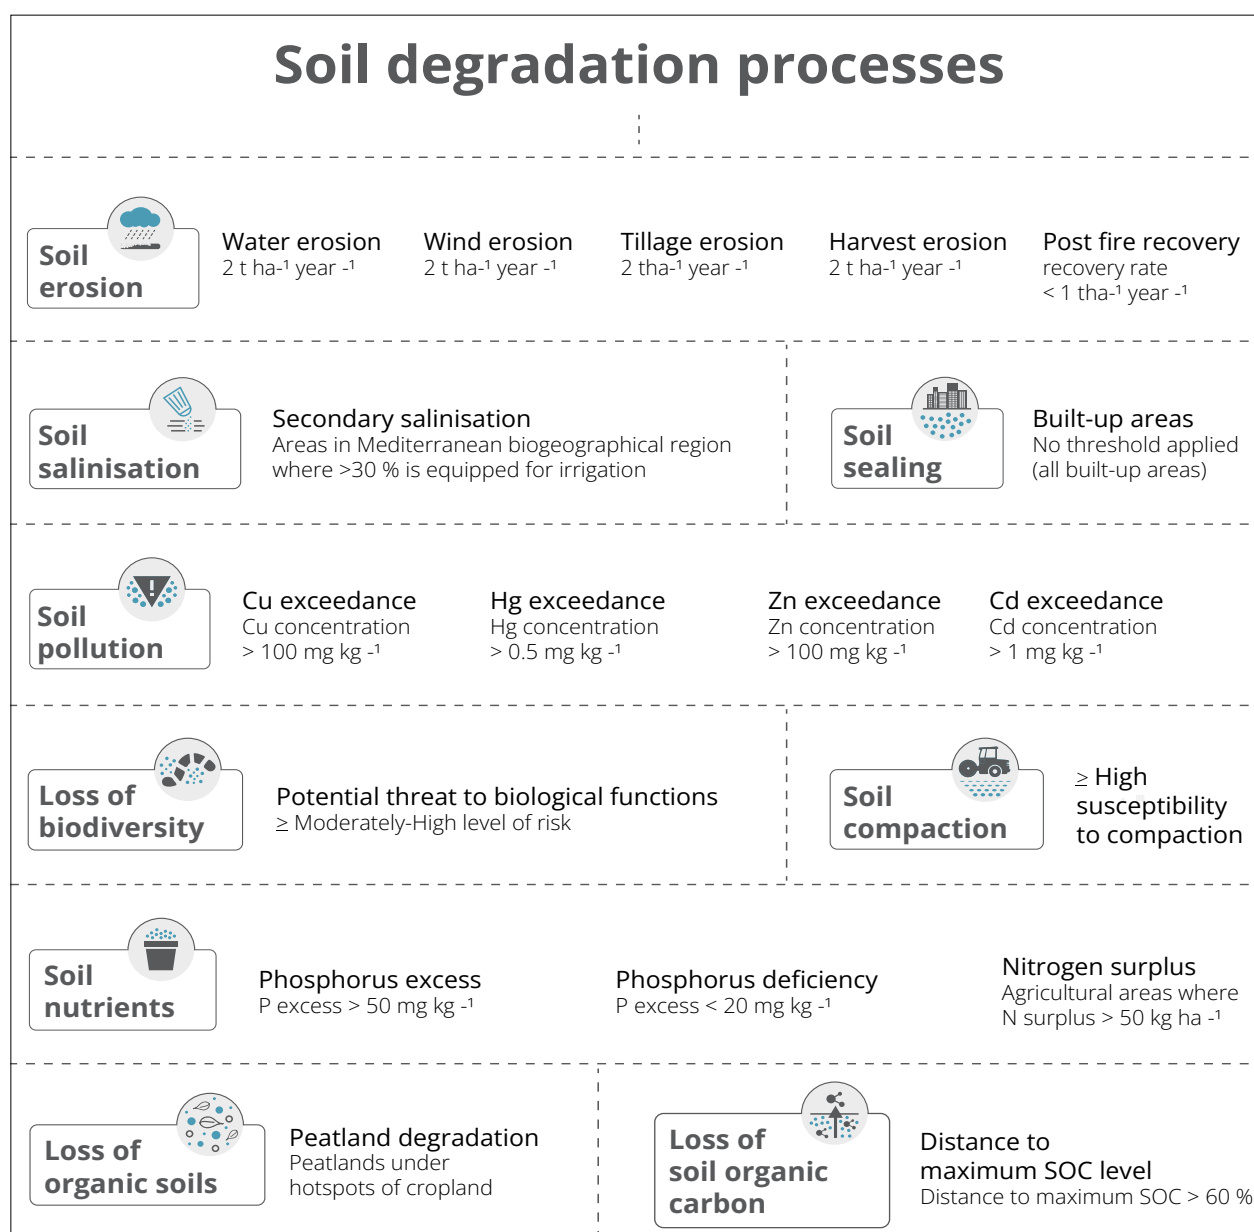 Soil degradation processes
Soil
erosion
Water erosion
2 t ha-¹ year -¹
Wind erosion
2 t ha-¹ year -¹
Tillage erosion
2 tha-¹ year -¹
Harvest erosion
2 t ha-¹ year -¹
Post fire recovery
recovery rate
< 1 tha-¹ year -¹
Soil
salinisation
Secondary salinisation
Areas in Mediterranean biogeographical region
where >30 % is equipped for irrigation
Soil
sealing
Built-up areas
No threshold applied
(all built-up areas)
Soil
pollution
Cu exceedance
Cu concentration
> 100 mg kg -¹
Hg exceedance
Hg concentration
> 0.5 mg kg -¹
Zn exceedance
Zn concentration
> 100 mg kg -¹
Cd exceedance
Cd concentration
> 1 mg kg -¹
Loss of
biodiversity
Potential threat to biological functions
≥ Moderately-High level of risk
Soil
compaction
≥ High
susceptibility
to compaction
Soil
nutrients
Phosphorus excess
P excess > 50 mg kg -¹
Phosphorus deficiency
P excess < 20 mg kg -¹
Nitrogen surplus
Agricultural areas where
N surplus > 50 kg ha -¹
Loss of
organic soils
Peatland degradation
Peatlands under
hotspots of cropland
Loss of
soil organic
carbon
Distance to
maximum SOC level
Distance to maximum SOC > 60 %